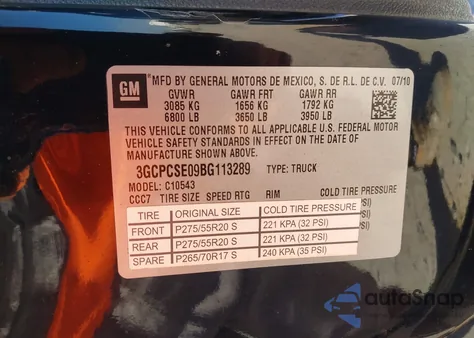 GM
MFD BY GENERAL MOTORS DE MEXICO, S. DE R.L. DE C.V. 07/10
GVWR GAWR FRT GAWR RR
3085 KG 1656 KG 1792 KG
6800 LB 3650 LB 3950 LB
THIS VEHICLE CONFORMS TO ALL APPLICABLE U.S. FEDERAL MOTOR
VEHICLE SAFETY STANDARDS IN EFFECT ON THE DATE OF
MANUFACTURE SHOWN ABOVE.
3GCPCSE09BG113289 TYPE: TRUCK
MODEL: C10543
CCC7 TIRE SIZE SPEED RTG RIM
TIRE ORIGINAL SIZE COLD TIRE PRESSURE
FRONT P275/55R20 S 221 KPA (32 PSI)
REAR P275/55R20 S 221 KPA (32 PSI)
SPARE P265/70R17 S 240 KPA (35 PSI)
autoSnap